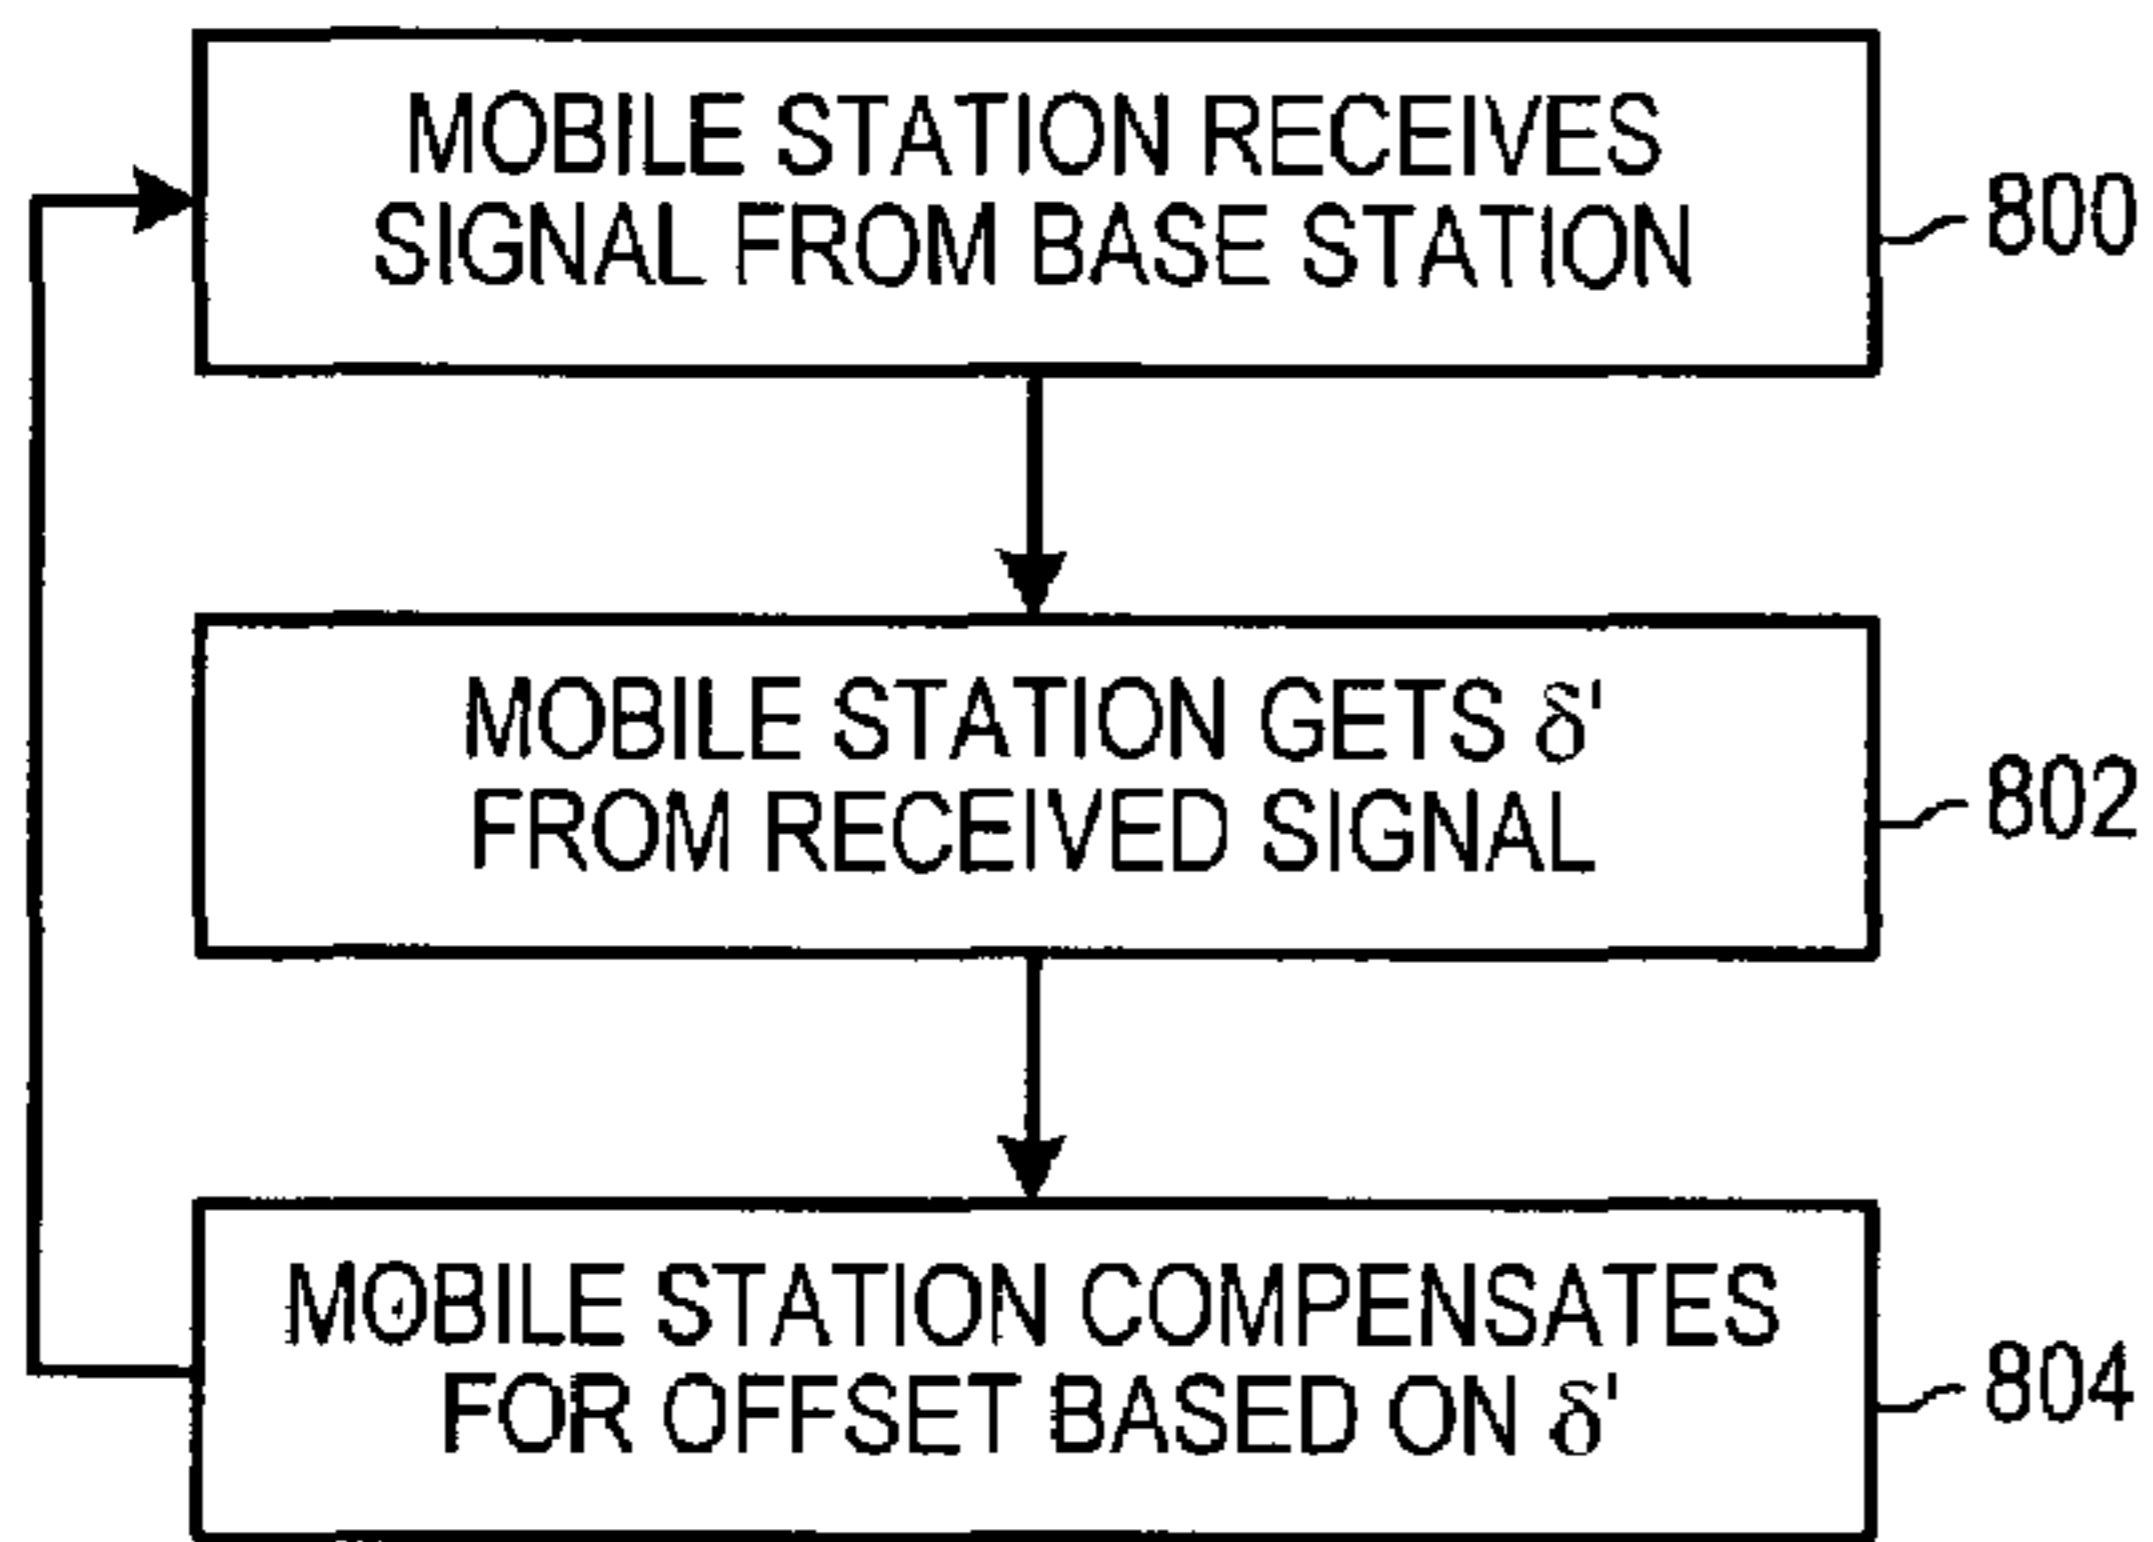 MOBILE STATION RECEIVES
SIGNAL FROM BASE STATION
800
MOBILE STATION GETS δ'
FROM RECEIVED SIGNAL
802
MOBILE STATION COMPENSATES
FOR OFFSET BASED ON δ'
804